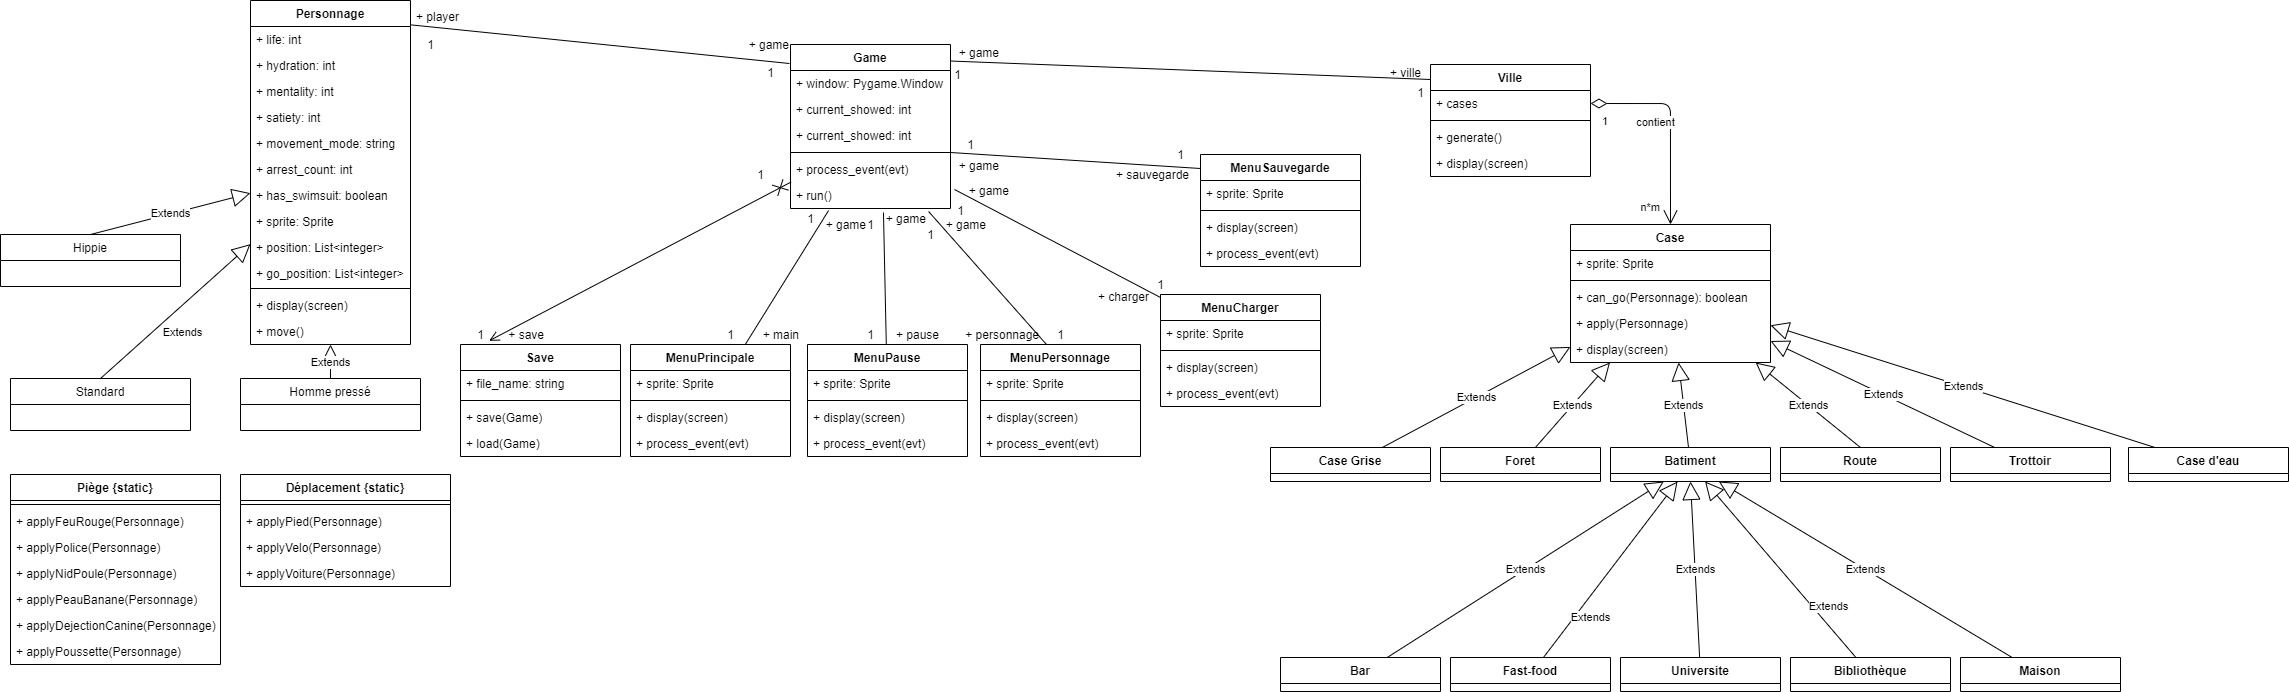 Personnage
+ life: int
+ hydration: int
+ mentality: int
+ satiety: int
+ movement_mode: string
+ arrest_count: int
+ has_swimsuit: boolean
+ sprite: Sprite
+ position: List<integer>
+ go_position: List<integer>
+ display(screen)
+ move()
+ player
1
+ game
1
Game
+ window: Pygame.Window
+ current_showed: int
+ current_showed: int
+ process_event(evt)
+ run()
+ game
1
+ ville
1
Ville
+ cases
+ generate()
+ display(screen)
1
contient
n*m
1
+ game
1
+ sauvegarde
MenuSauvegarde
+ sprite: Sprite
+ display(screen)
+ process_event(evt)
+ game
1
1
+ charger
MenuCharger
+ sprite: Sprite
+ display(screen)
+ process_event(evt)
1
1
+ game
1
+ game
1
+ game
Extends
Hippie
Extends
Standard
Extends
Homme pressé
1
+ save
Save
+ file_name: string
+ save(Game)
+ load(Game)
1
+ main
MenuPrincipale
+ sprite: Sprite
+ display(screen)
+ process_event(evt)
1
+ pause
MenuPause
+ sprite: Sprite
+ display(screen)
+ process_event(evt)
+ personnage
1
MenuPersonnage
+ sprite: Sprite
+ display(screen)
+ process_event(evt)
Case
+ sprite: Sprite
+ can_go(Personnage): boolean
+ apply(Personnage)
+ display(screen)
Extends
Extends
Extends
Extends
Extends
Extends
Case Grise
Foret
Batiment
Route
Trottoir
Case d'eau
Piège {static}
+ applyFeuRouge(Personnage)
+ applyPolice(Personnage)
+ applyNidPoule(Personnage)
+ applyPeauBanane(Personnage)
+ applyDejectionCanine(Personnage)
+ applyPoussette(Personnage)
Déplacement {static}
+ applyPied(Personnage)
+ applyVelo(Personnage)
+ applyVoiture(Personnage)
Extends
Extends
Extends
Extends
Extends
Bar
Fast-food
Universite
Bibliothèque
Maison